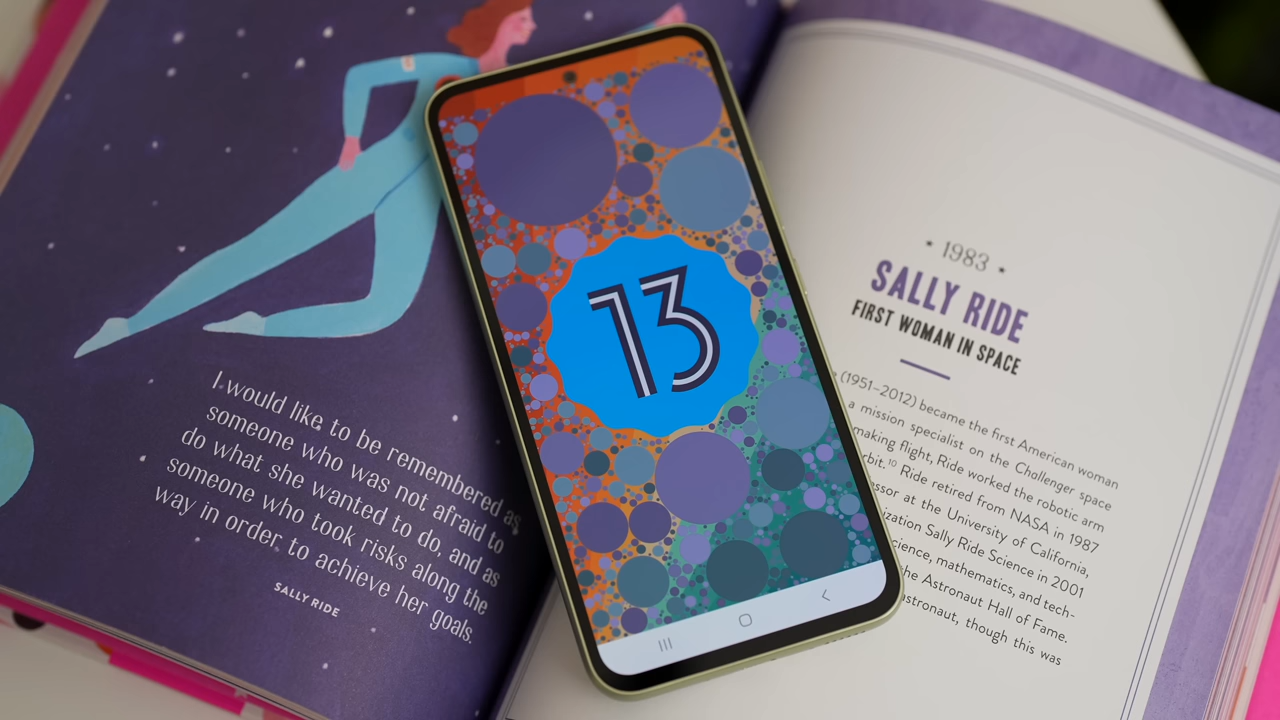 I would like to be remembered as
someone who was not afraid to
do what she wanted to do, and as
someone who took risks along the
way in order to achieve her goals.
SALLY RIDE
13
• 1983 •
SALLY RIDE
FIRST WOMAN IN SPACE
(1951–2012) became the first American woman
a mission specialist on the Challenger space
making flight, Ride worked the robotic arm
rbit.¹⁰ Ride retired from NASA in 1987
ssor at the University of California,
ization Sally Ride Science in 2001
cience, mathematics, and tech-
the Astronaut Hall of Fame.
astronaut, though this was